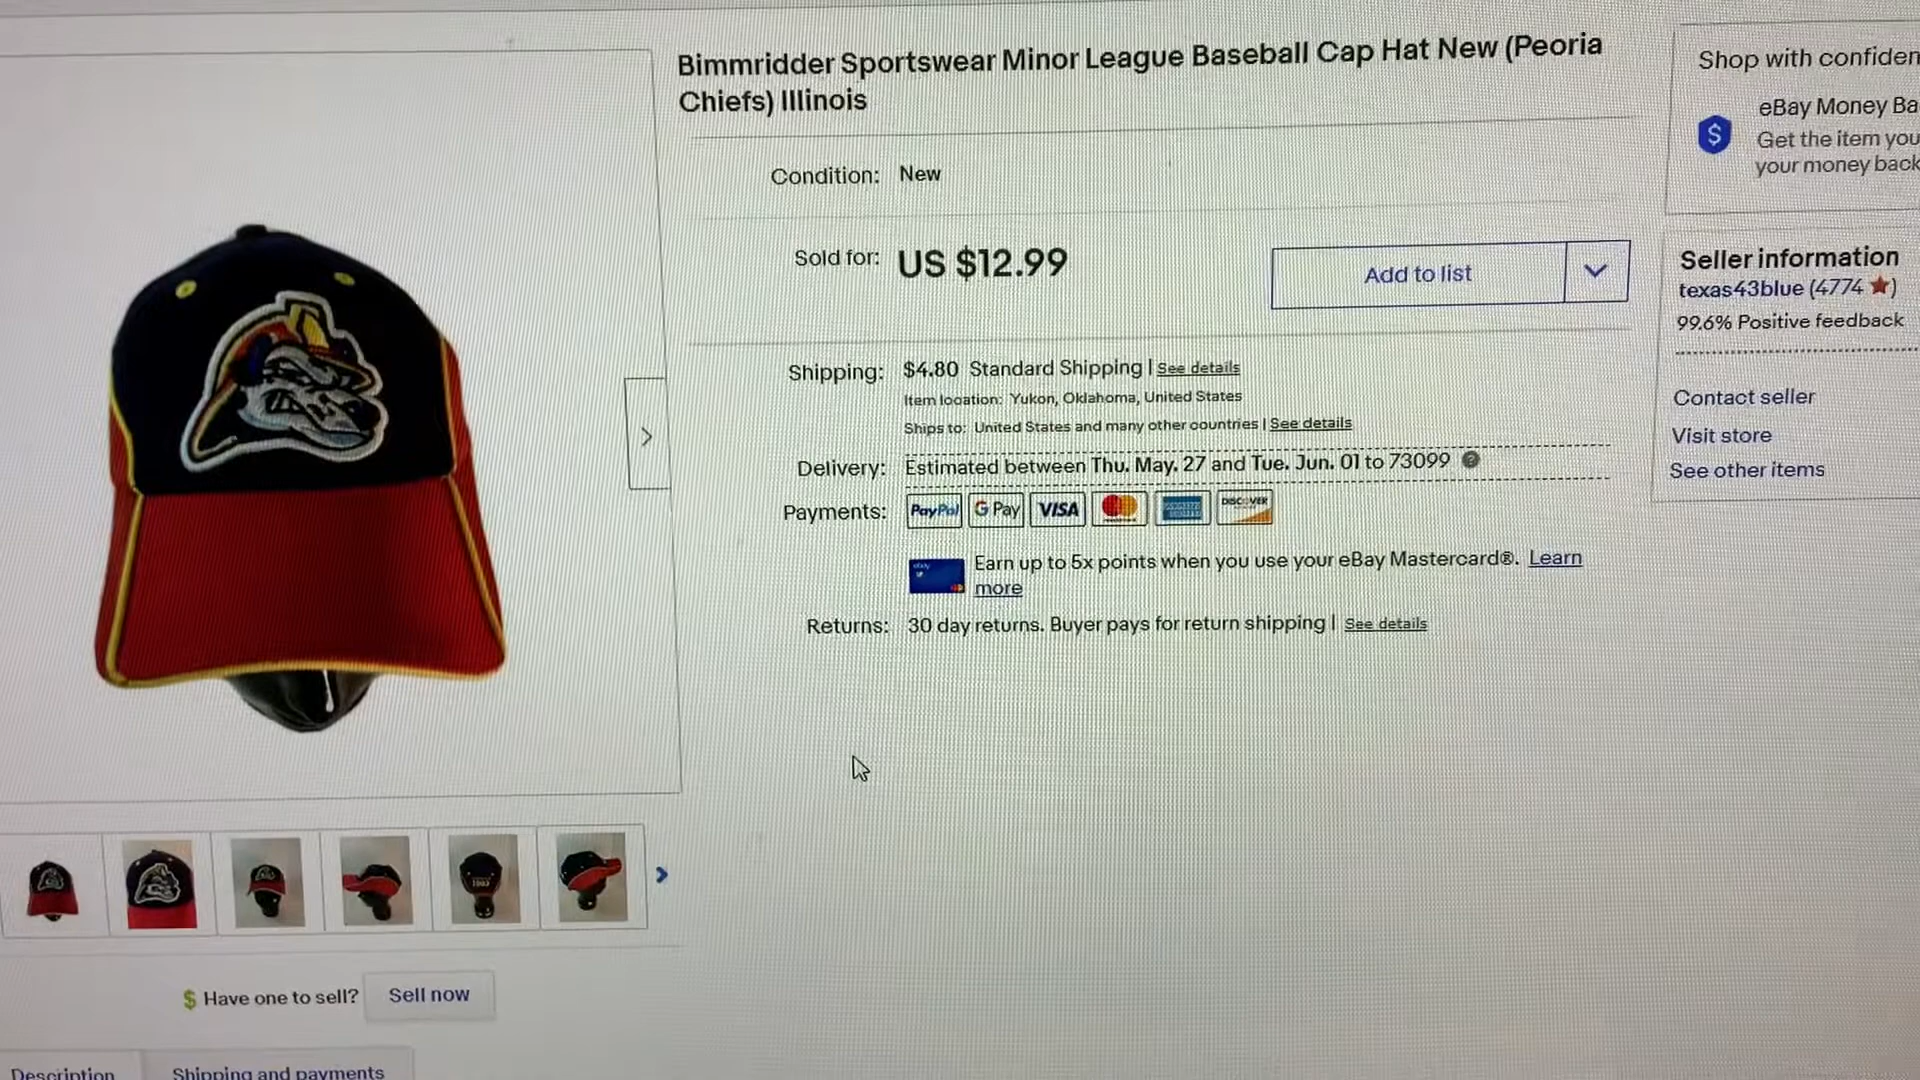 Bimmridder Sportswear Minor League Baseball Cap Hat New (Peoria
Chiefs) Illinois
Condition: New
Sold for: US $12.99
Add to list
Shipping: $4.80 Standard Shipping | See details
Item location: Yukon, Oklahoma, United States
Ships to: United States and many other countries | See details
Delivery: Estimated between Thu. May. 27 and Tue. Jun. 01 to 73099
Payments: PayPal G Pay VISA DISCOVER
Earn up to 5x points when you use your eBay Mastercard®. Learn
more
Returns: 30 day returns. Buyer pays for return shipping | See details
Shop with confiden
eBay Money Ba
Get the item you
your money back
Seller information
texas43blue (4774)
99.6% Positive feedback
Contact seller
Visit store
See other items
$ Have one to sell? Sell now
Description
Shipping and payments